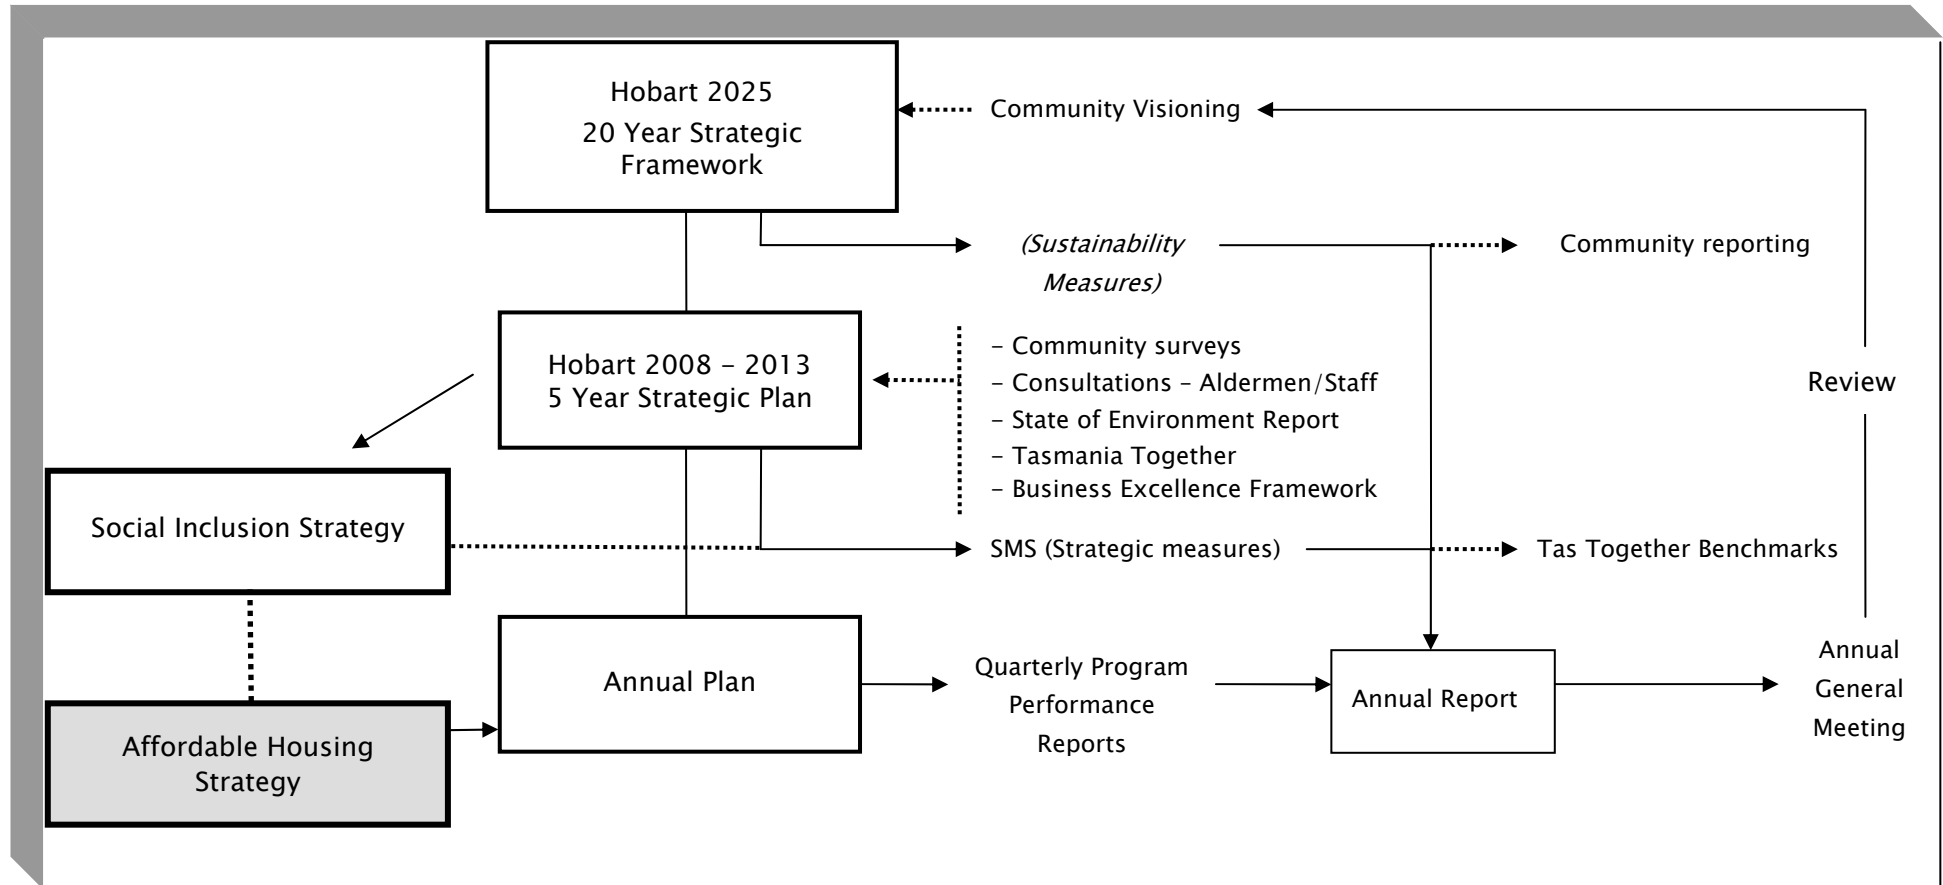 Hobart 2025
20 Year Strategic
Framework
Community Visioning
(Sustainability
Measures)
Community reporting
Hobart 2008 – 2013
5 Year Strategic Plan
– Community surveys
– Consultations – Aldermen/Staff
– State of Environment Report
– Tasmania Together
– Business Excellence Framework
Review
Social Inclusion Strategy
SMS (Strategic measures)
Tas Together Benchmarks
Annual Plan
Quarterly Program
Performance
Reports
Annual Report
Annual
General
Meeting
Affordable Housing
Strategy